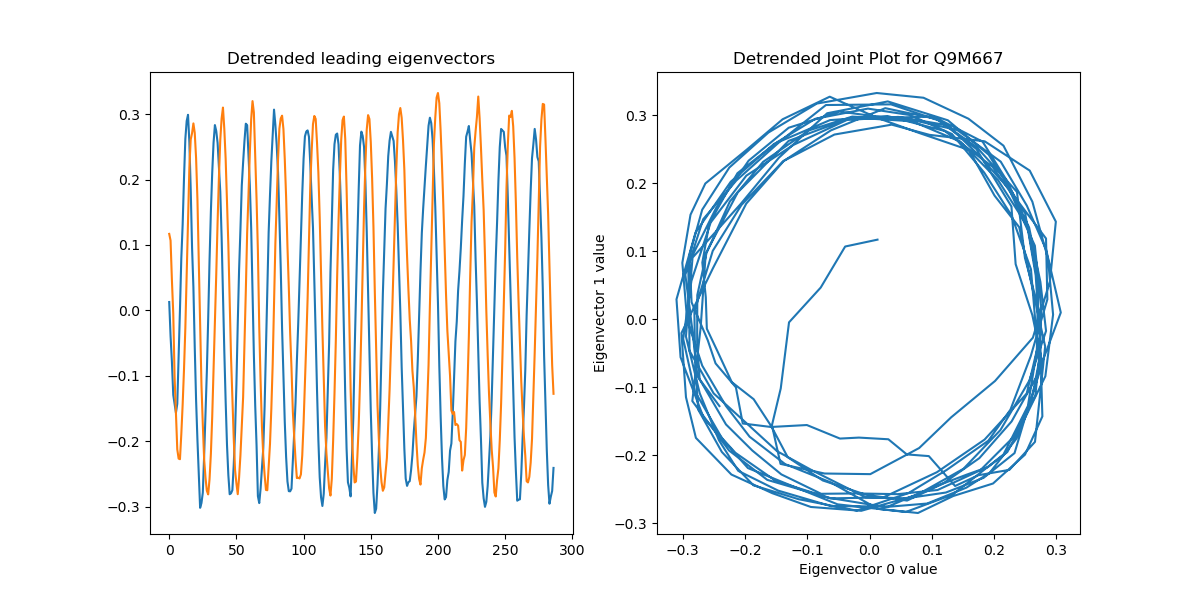 Detrended leading eigenvectors
0.3
0.2
0.1
0.0
−0.1
−0.2
−0.3
0 50 100 150 200 250 300
Detrended Joint Plot for Q9M667
Eigenvector 1 value
0.3
0.2
0.1
0.0
−0.1
−0.2
−0.3
−0.3 −0.2 −0.1 0.0 0.1 0.2 0.3
Eigenvector 0 value